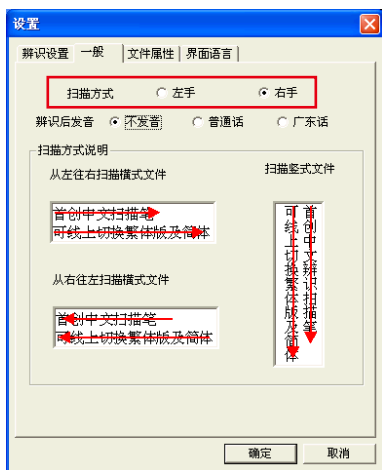 设置
辨识设置 一般 文件属性 界面语言
扫描方式 左手 右手
辨识后发音 不发音 普通话 广东话
扫描方式说明
从左往右扫描横式文件
扫描竖式文件
首创中文扫描笔
可线上切换繁体版及简体
首创中文辨识扫描笔
可线上切换繁体版及简体
从右往左扫描横式文件
首创中文扫描笔
可线上切换繁体版及简体
确定 取消